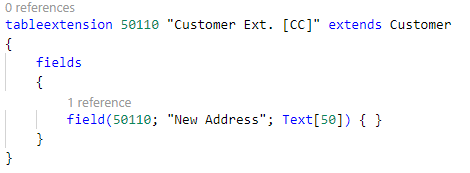 0 references
tableextension 50110 "Customer Ext. [CC]" extends Customer
{
fields
{
1 reference
field(50110; "New Address"; Text[50]) { }
}
}